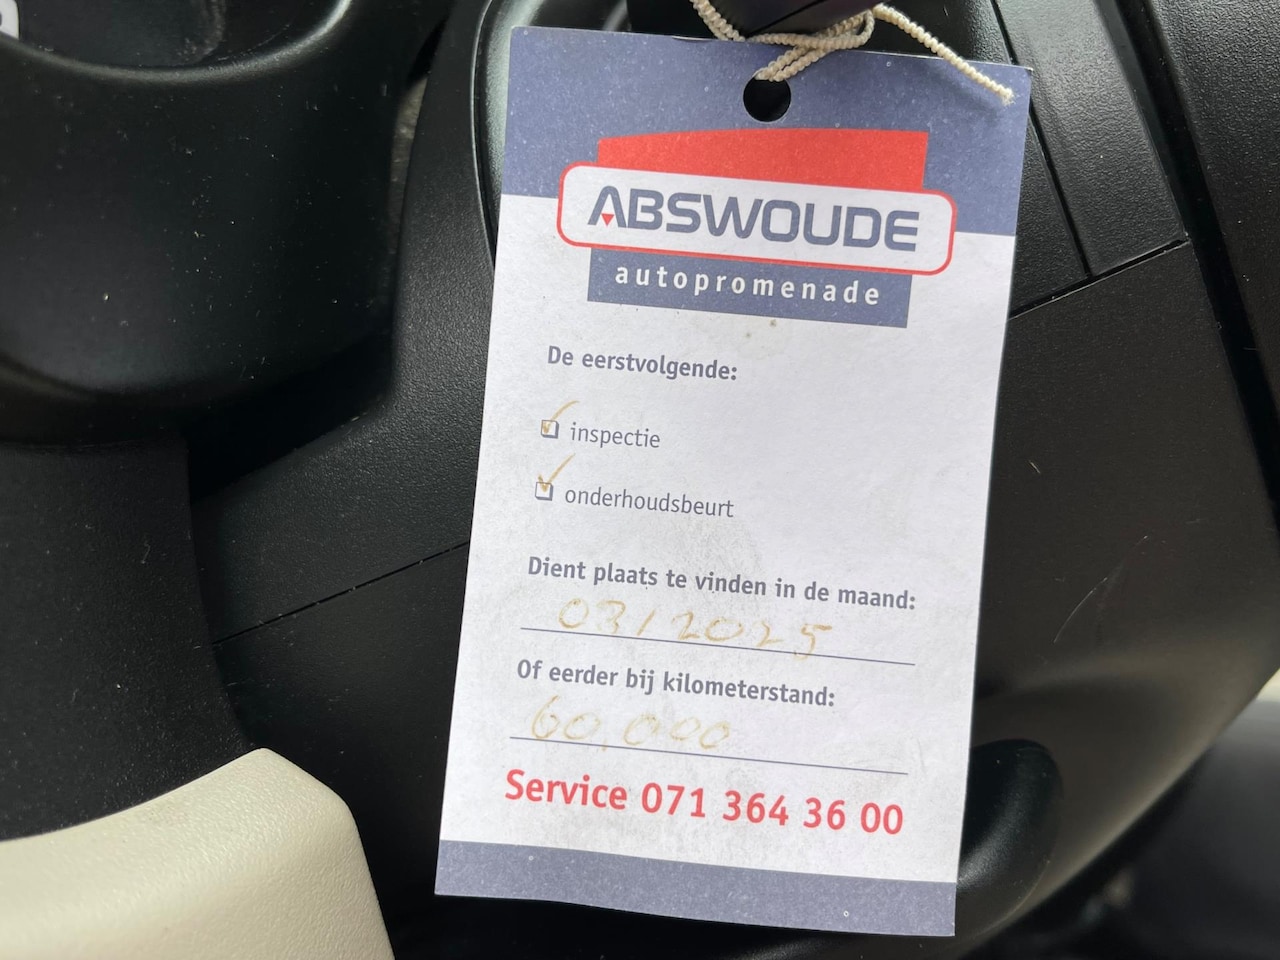 ABSWOUDE
autopromenade
De eerstvolgende:
inspectie
onderhoudsbeurt
Dient plaats te vinden in de maand:
03/2025
Of eerder bij kilometerstand:
60.000
Service 071 364 36 00